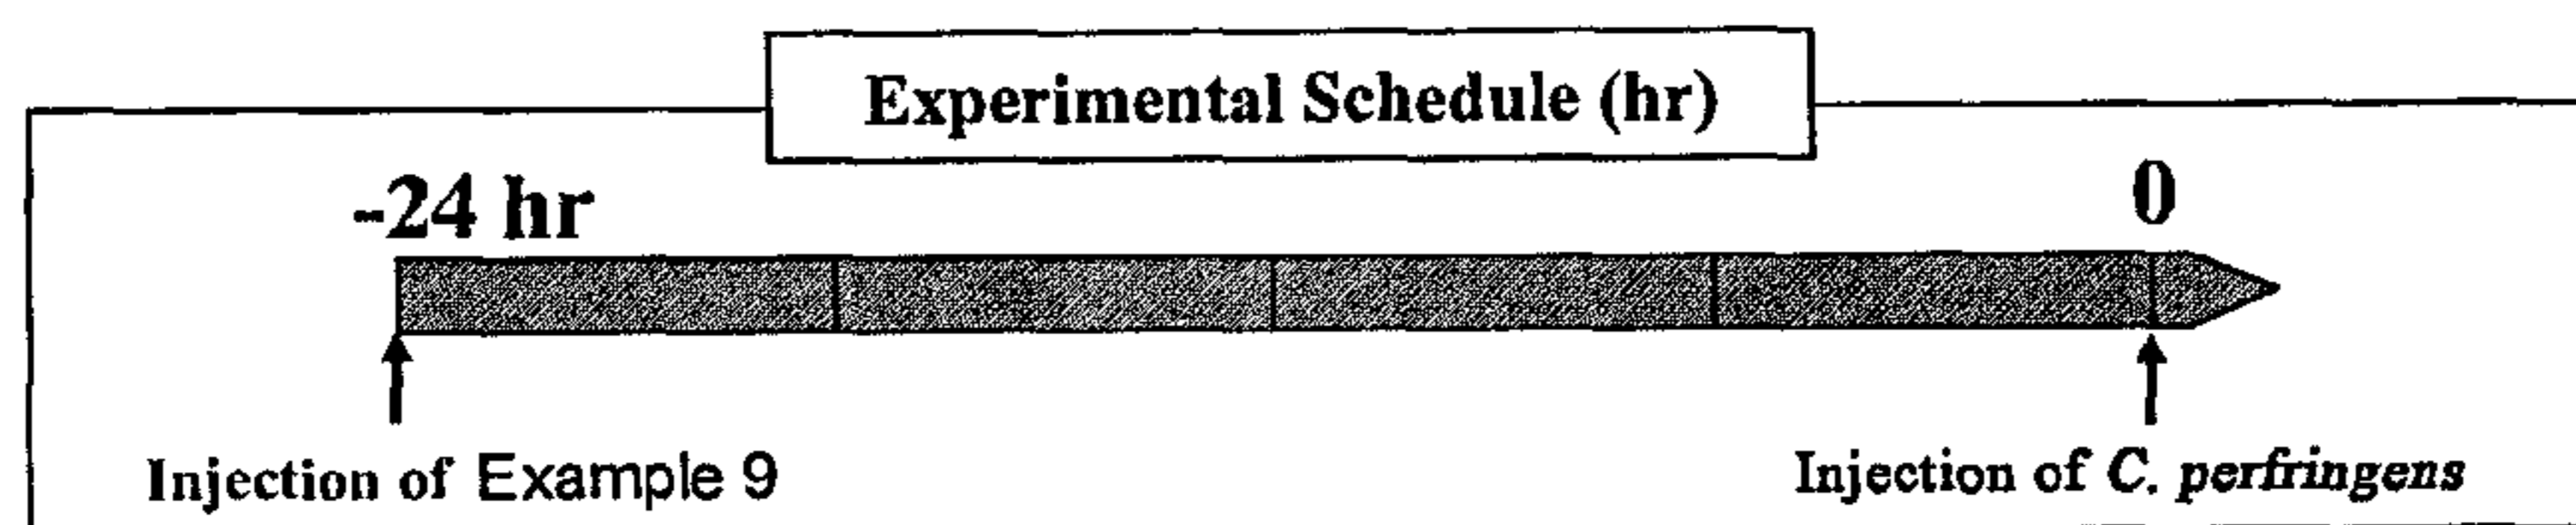 Experimental Schedule (hr)
-24 hr 0
Injection of Example 9 Injection of C. perfringens